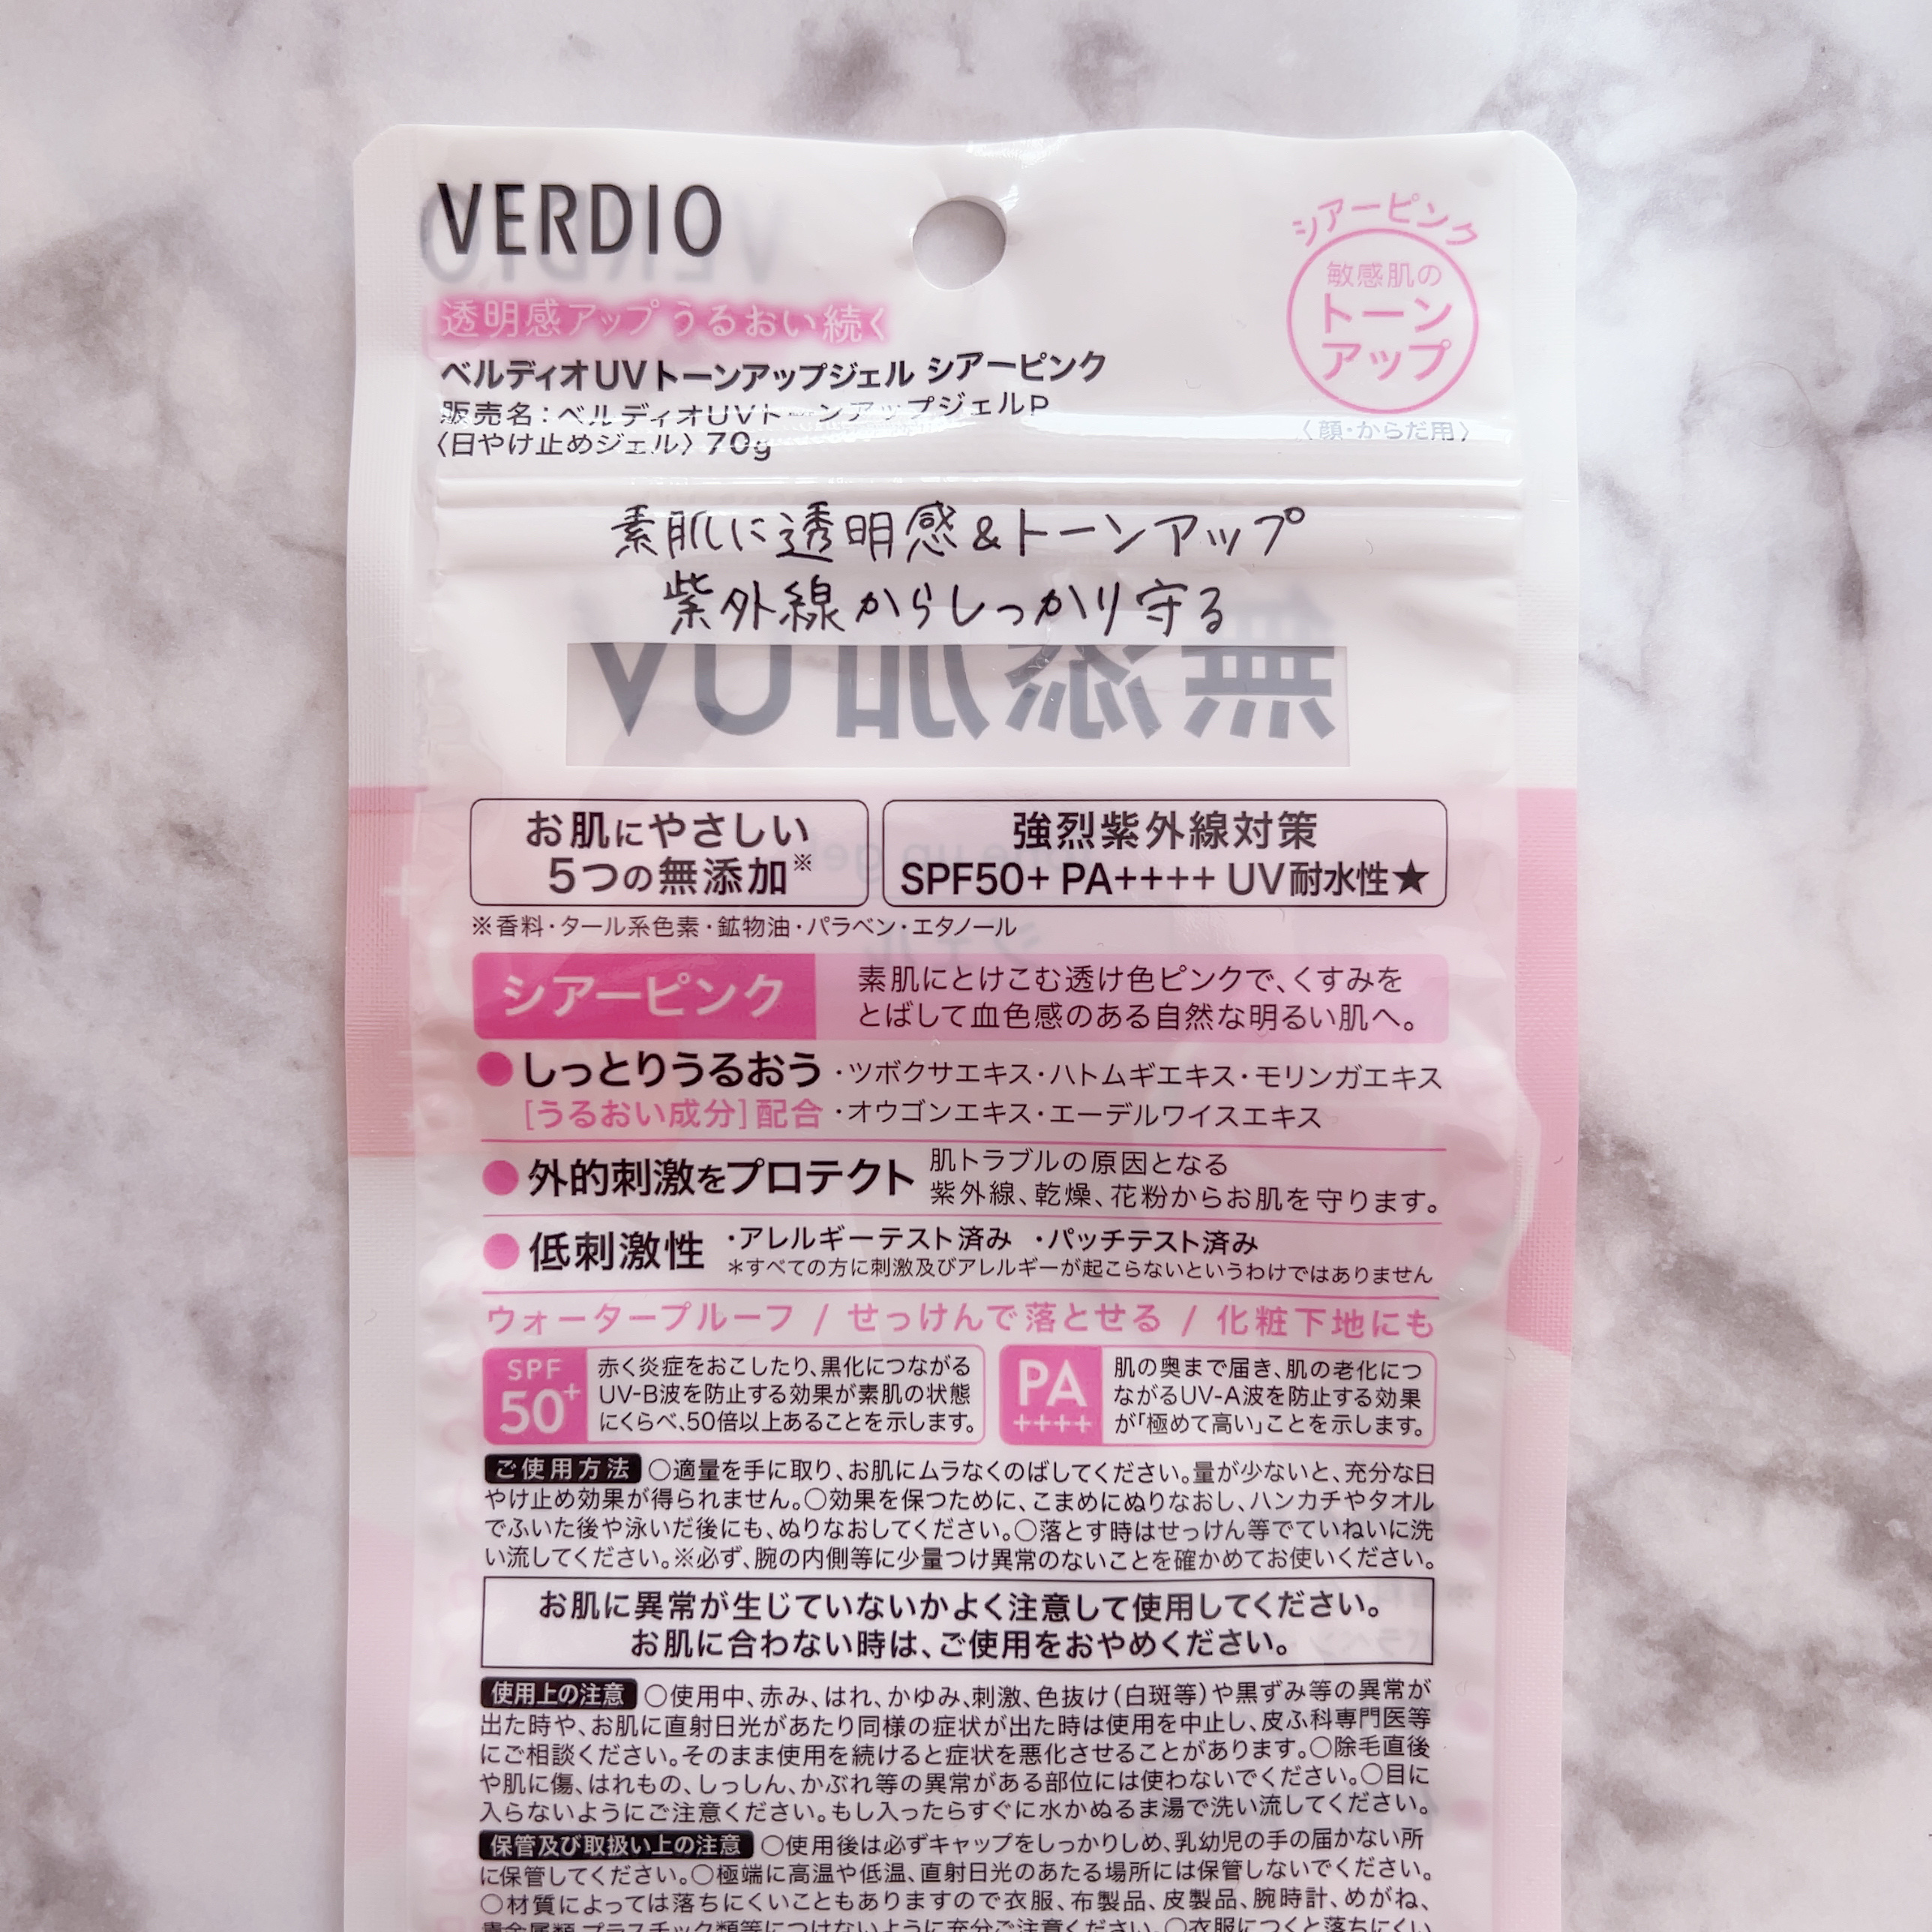 VERDIO
透明感アップ うるおい続く
ベルディオUVトーンアップジェル シアーピンク
販売名：ベルディオUVトーンアップジェルP
〈日やけ止めジェル〉70g
シアーピンク
敏感肌の
トーン
アップ
〈顔・からだ用〉
素肌に透明感&トーンアップ
紫外線からしっかり守る
無添加UV
お肌にやさしい
5つの無添加※
強烈紫外線対策
SPF50+ PA++++ UV耐水性★
※香料・タール系色素・鉱物油・パラベン・エタノール
シアーピンク
素肌にとけこむ透け色ピンクで、くすみを
とばして血色感のある自然な明るい肌へ。
●しっとりうるおう ・ツボクサエキス・ハトムギエキス・モリンガエキス
[うるおい成分]配合 ・オウゴンエキス・エーデルワイスエキス
●外的刺激をプロテクト
肌トラブルの原因となる
紫外線、乾燥、花粉からお肌を守ります。
●低刺激性 ・アレルギーテスト済み ・パッチテスト済み
＊すべての方に刺激及びアレルギーが起こらないというわけではありません
ウォータープルーフ / せっけんで落とせる / 化粧下地にも
SPF
50+
赤く炎症をおこしたり、黒化につながる
UV-B波を防止する効果が素肌の状態
にくらべ、50倍以上あることを示します。
PA
++++
肌の奥まで届き、肌の老化につ
ながるUV-A波を防止する効果
が「極めて高い」ことを示します。
ご使用方法 ○適量を手に取り、お肌にムラなくのばしてください。量が少ないと、充分な日
やけ止め効果が得られません。○効果を保つために、こまめにぬりなおし、ハンカチやタオル
でふいた後や泳いだ後にも、ぬりなおしてください。○落とす時はせっけん等でていねいに洗
い流してください。※必ず、腕の内側等に少量つけ異常のないことを確かめてお使いください。
お肌に異常が生じていないかよく注意して使用してください。
お肌に合わない時は、ご使用をおやめください。
使用上の注意 ○使用中、赤み、はれ、かゆみ、刺激、色抜け(白斑等)や黒ずみ等の異常が
出た時や、お肌に直射日光があたり同様の症状が出た時は使用を中止し、皮ふ科専門医等
にご相談ください。そのまま使用を続けると症状を悪化させることがあります。○除毛直後
や肌に傷、はれもの、しっしん、かぶれ等の異常がある部位には使わないでください。○目に
入らないようにご注意ください。もし入ったらすぐに水かぬるま湯で洗い流してください。
保管及び取扱い上の注意 ○使用後は必ずキャップをしっかりしめ、乳幼児の手の届かない所
に保管してください。○極端に高温や低温、直射日光のあたる場所には保管しないでください。
○材質によっては落ちにくいこともありますので衣服、布製品、皮製品、腕時計、めがね、
貴金属類、プラスチック類等につけないように充分ご注意ください。○衣服につくと落ちにくい